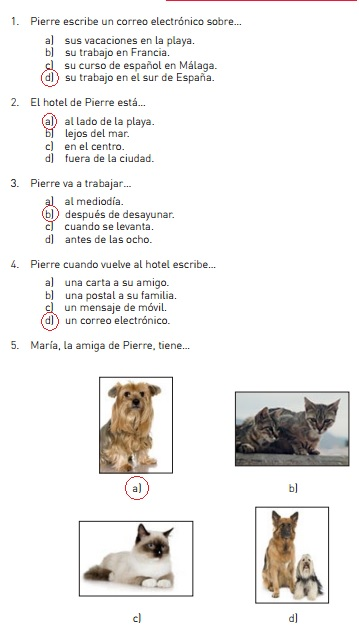 1. Pierre escribe un correo electrónico sobre...
a) sus vacaciones en la playa.
b) su trabajo en Francia.
c) su curso de español en Málaga.
d) su trabajo en el sur de España.
2. El hotel de Pierre está...
a) al lado de la playa.
b) lejos del mar.
c) en el centro.
d) fuera de la ciudad.
3. Pierre va a trabajar...
a) al mediodía.
b) después de desayunar.
c) cuando se levanta.
d) antes de las ocho.
4. Pierre cuando vuelve al hotel escribe...
a) una carta a su amigo.
b) una postal a su familia.
c) un mensaje de móvil.
d) un correo electrónico.
5. María, la amiga de Pierre, tiene...
a) b)
c) d)